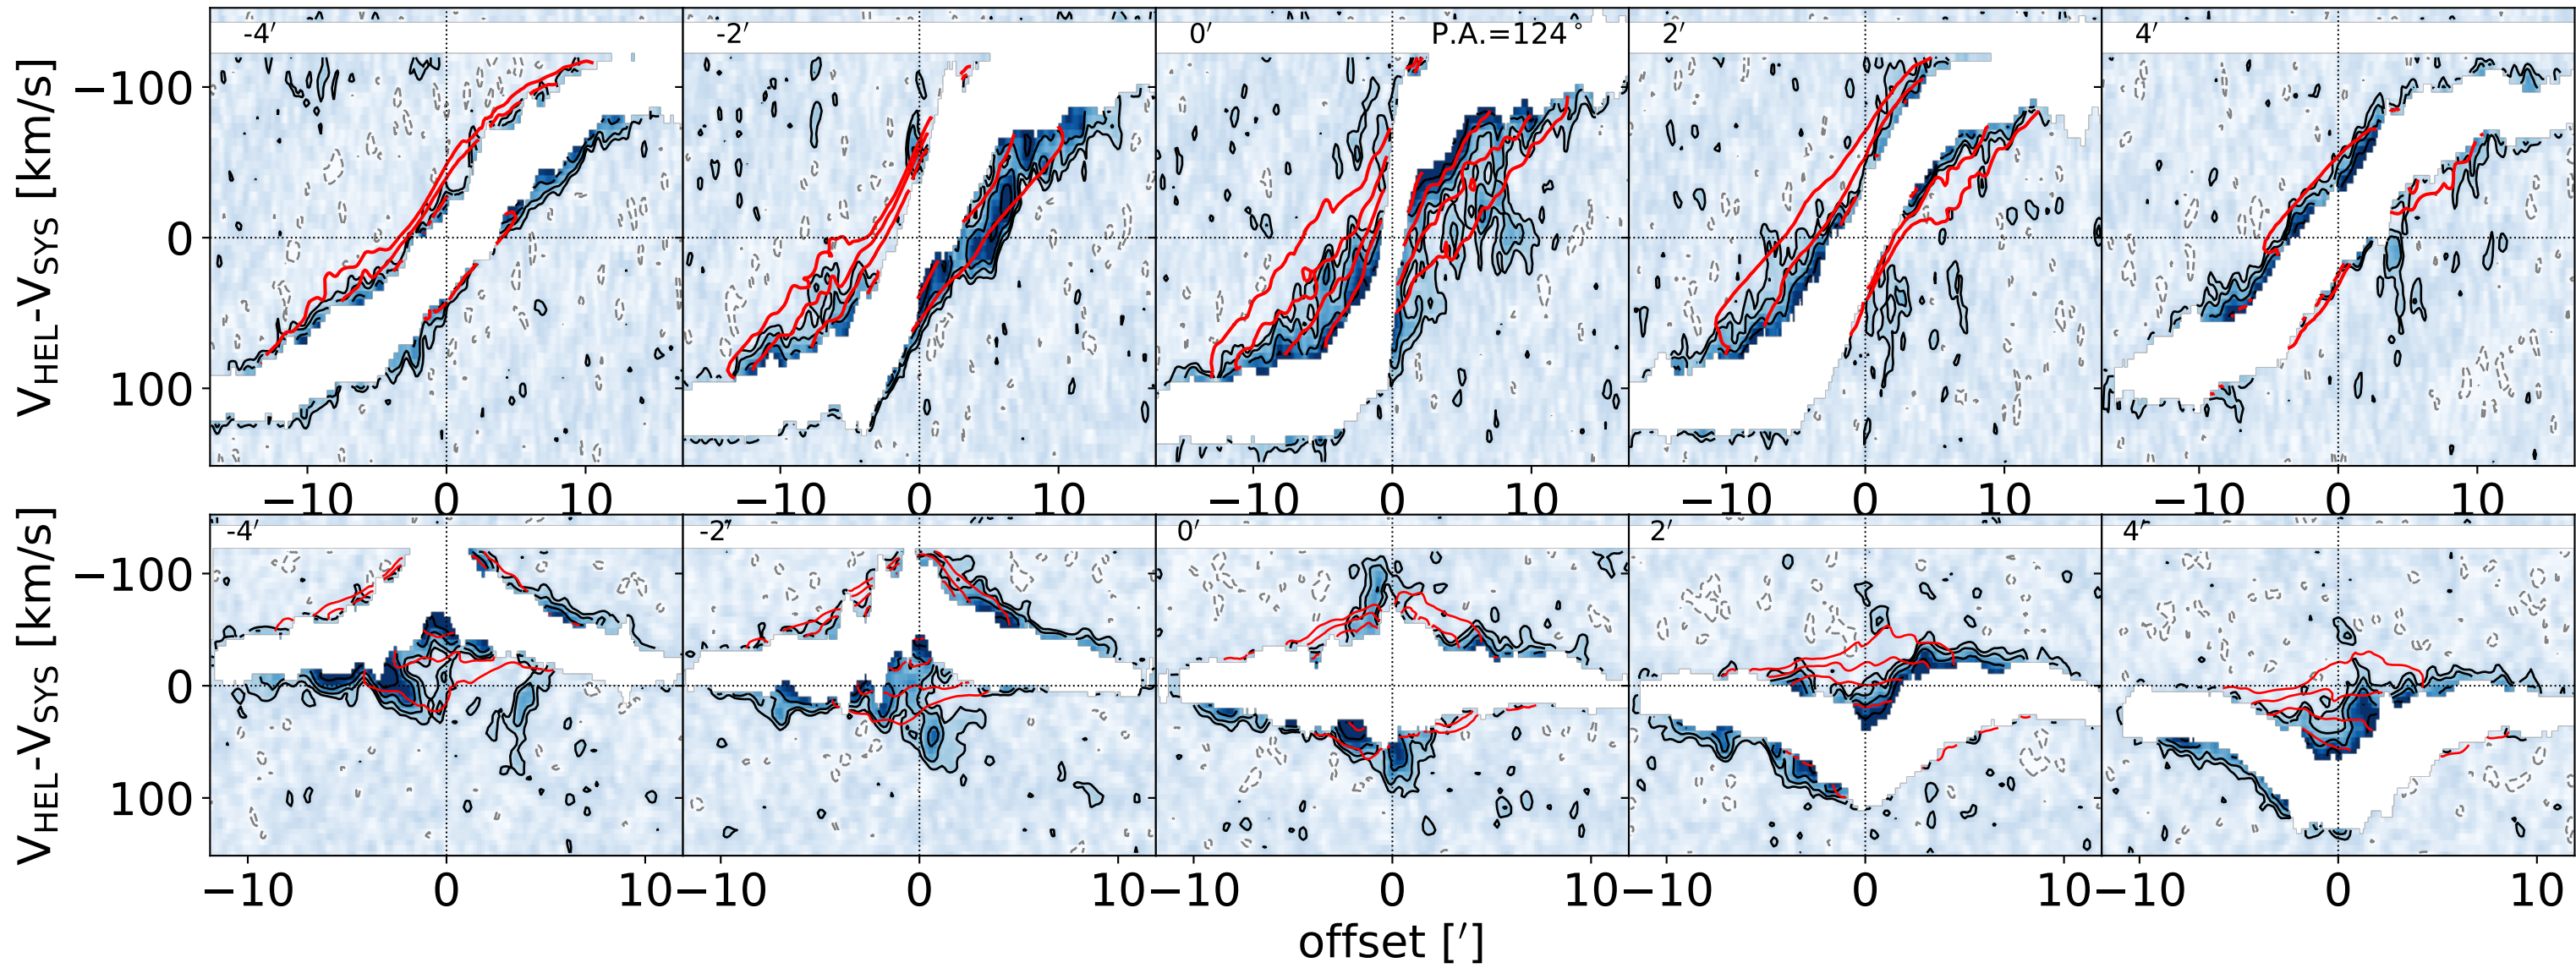 -4′ -2′ 0′ P.A.=124° 2′ 4′
V_HEL-V_SYS [km/s]
−100
0
100
−10 0 10 −10 0 10 −10 0 10 −10 0 10 −10 0 10
-4′ -2′ 0′ 2′ 4′
V_HEL-V_SYS [km/s]
−100
0
100
−10 0 10 −10 0 10 −10 0 10 −10 0 10 −10 0 10
offset [′]